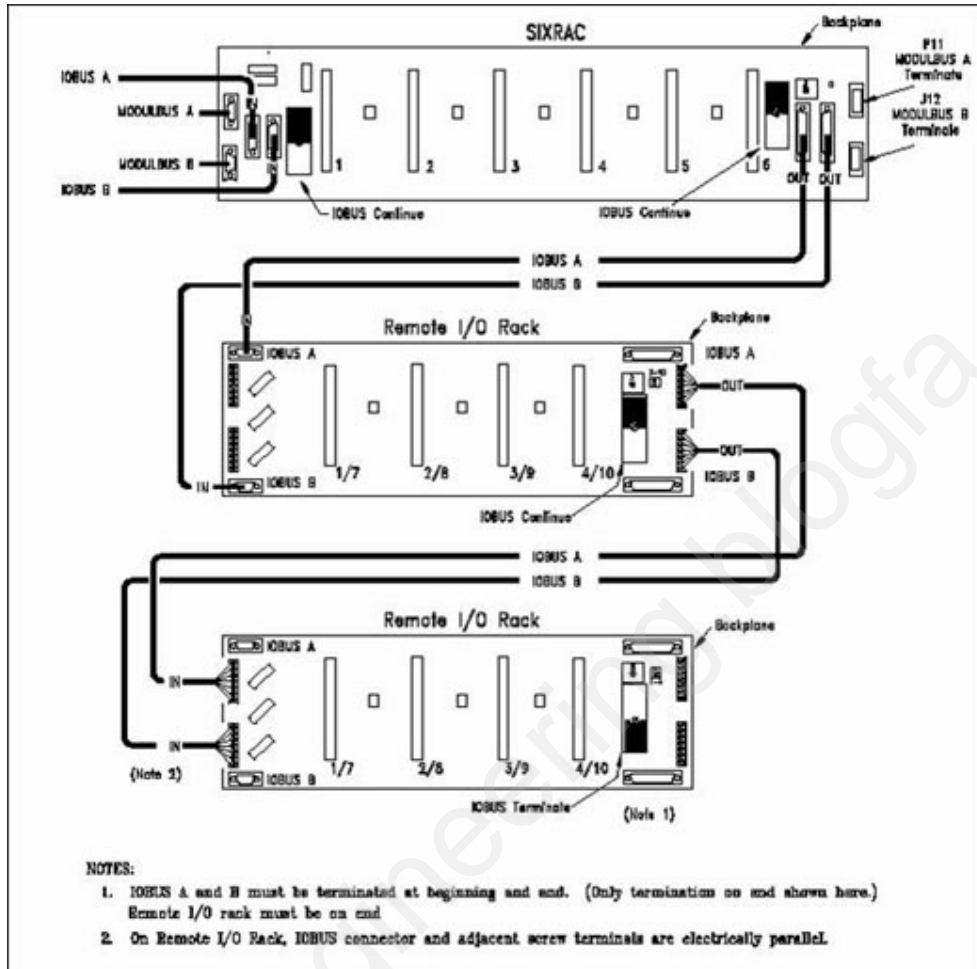 SIXRAC
Backplane
P11
MODULBUS A
Terminate
J12
MODULBUS B
Terminate
IOBUS A
MODULBUS A
MODULBUS B
IOBUS B
IN
IN
1
2
3
4
5
6
OUT
OUT
IOBUS Continue
IOBUS Continue
IOBUS A
IOBUS B
IN
Remote I/O Rack
Backplane
IOBUS A
IOBUS A
OUT
OUT
IOBUS B
IOBUS B
IN
1/7
2/8
3/9
4/10
IOBUS Continue
IOBUS A
IOBUS B
Remote I/O Rack
Backplane
IOBUS A
IN
IN
(Note 2)
IOBUS B
1/7
2/8
3/9
4/10
IOBUS Terminate
(Note 1)
NOTES:
1. IOBUS A and B must be terminated at beginning and end. (Only termination on end shown here.)
Remote I/O rack must be on end
2. On Remote I/O Rack, IOBUS connector and adjacent screw terminals are electrically parallel.
gineering.blogfa